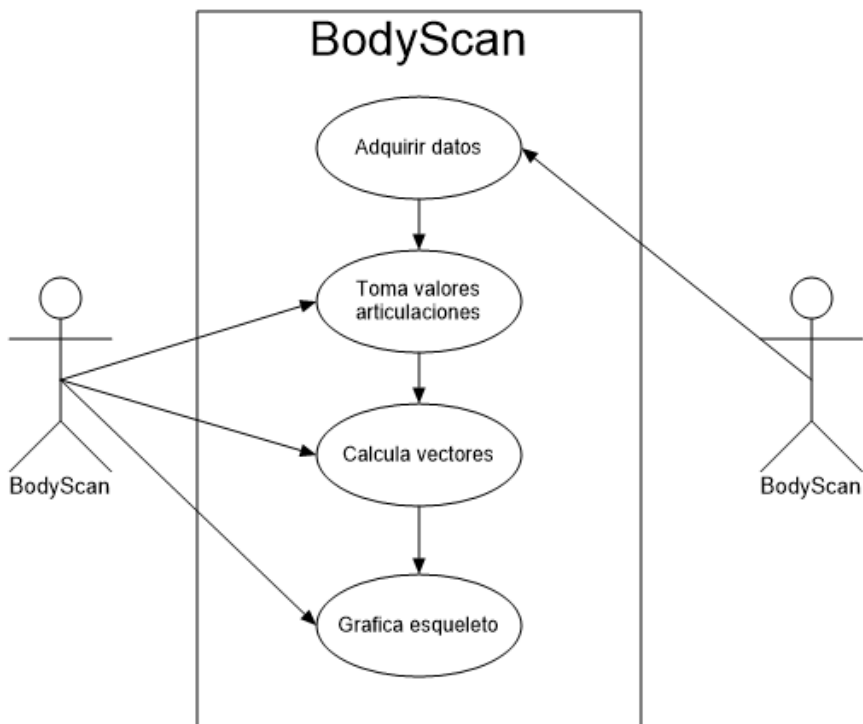 BodyScan
Adquirir datos
Toma valores
articulaciones
Calcula vectores
BodyScan
BodyScan
Grafica esqueleto